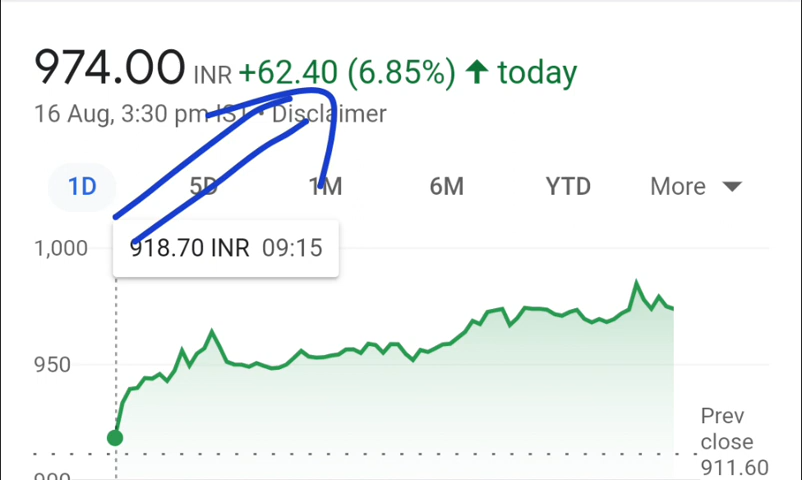 974.00 INR +62.40 (6.85%) ↑ today
16 Aug, 3:30 pm IST • Disclaimer
1D 5D 1M 6M YTD More
1,000
918.70 INR 09:15
950
Prev
close
911.60
900